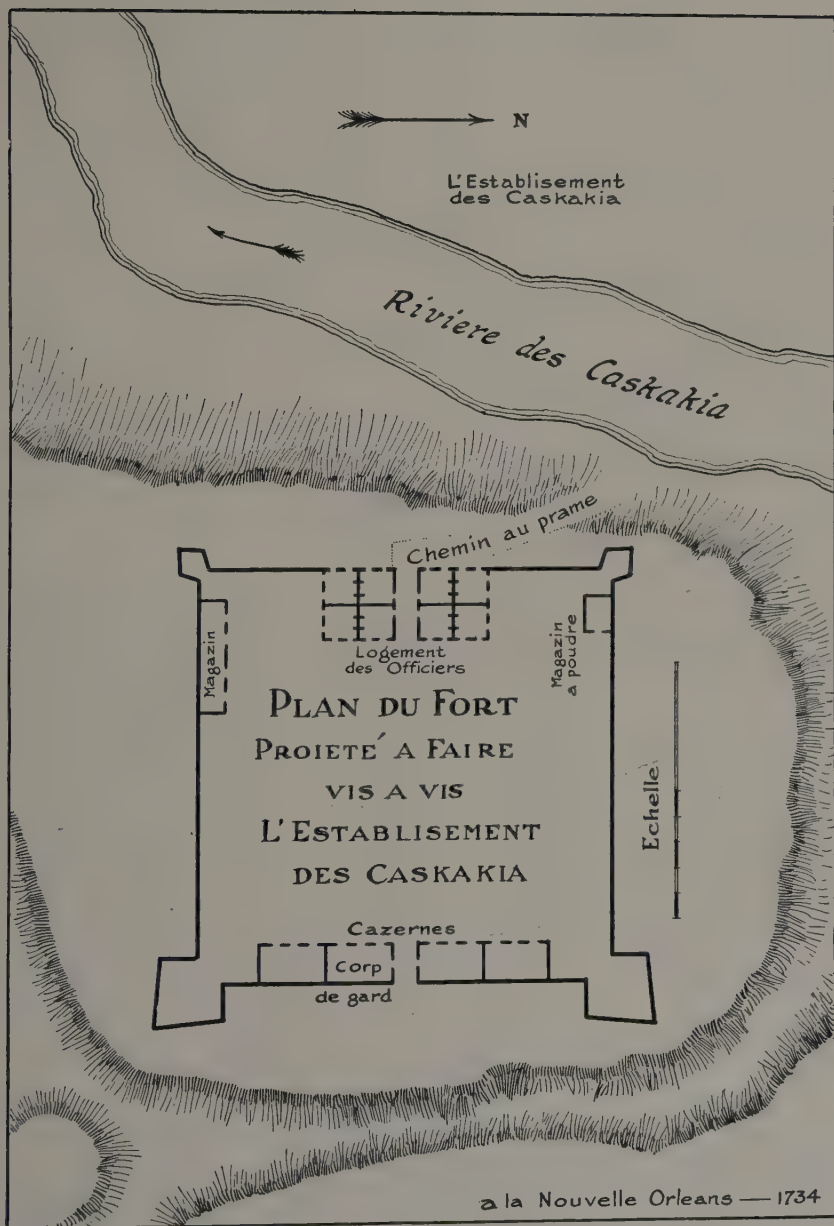 N
L'Establisement
des Caskakia
Riviere des Caskakia
Chemin au prame
Logement
des Officiers
Magazin
Magazin
a poudre
PLAN DU FORT
PROIETÉ A FAIRE
VIS A VIS
L'ESTABLISEMENT
DES CASKAKIA
Echelle
Cazernes
Corp
de gard
a la Nouvelle Orleans — 1734